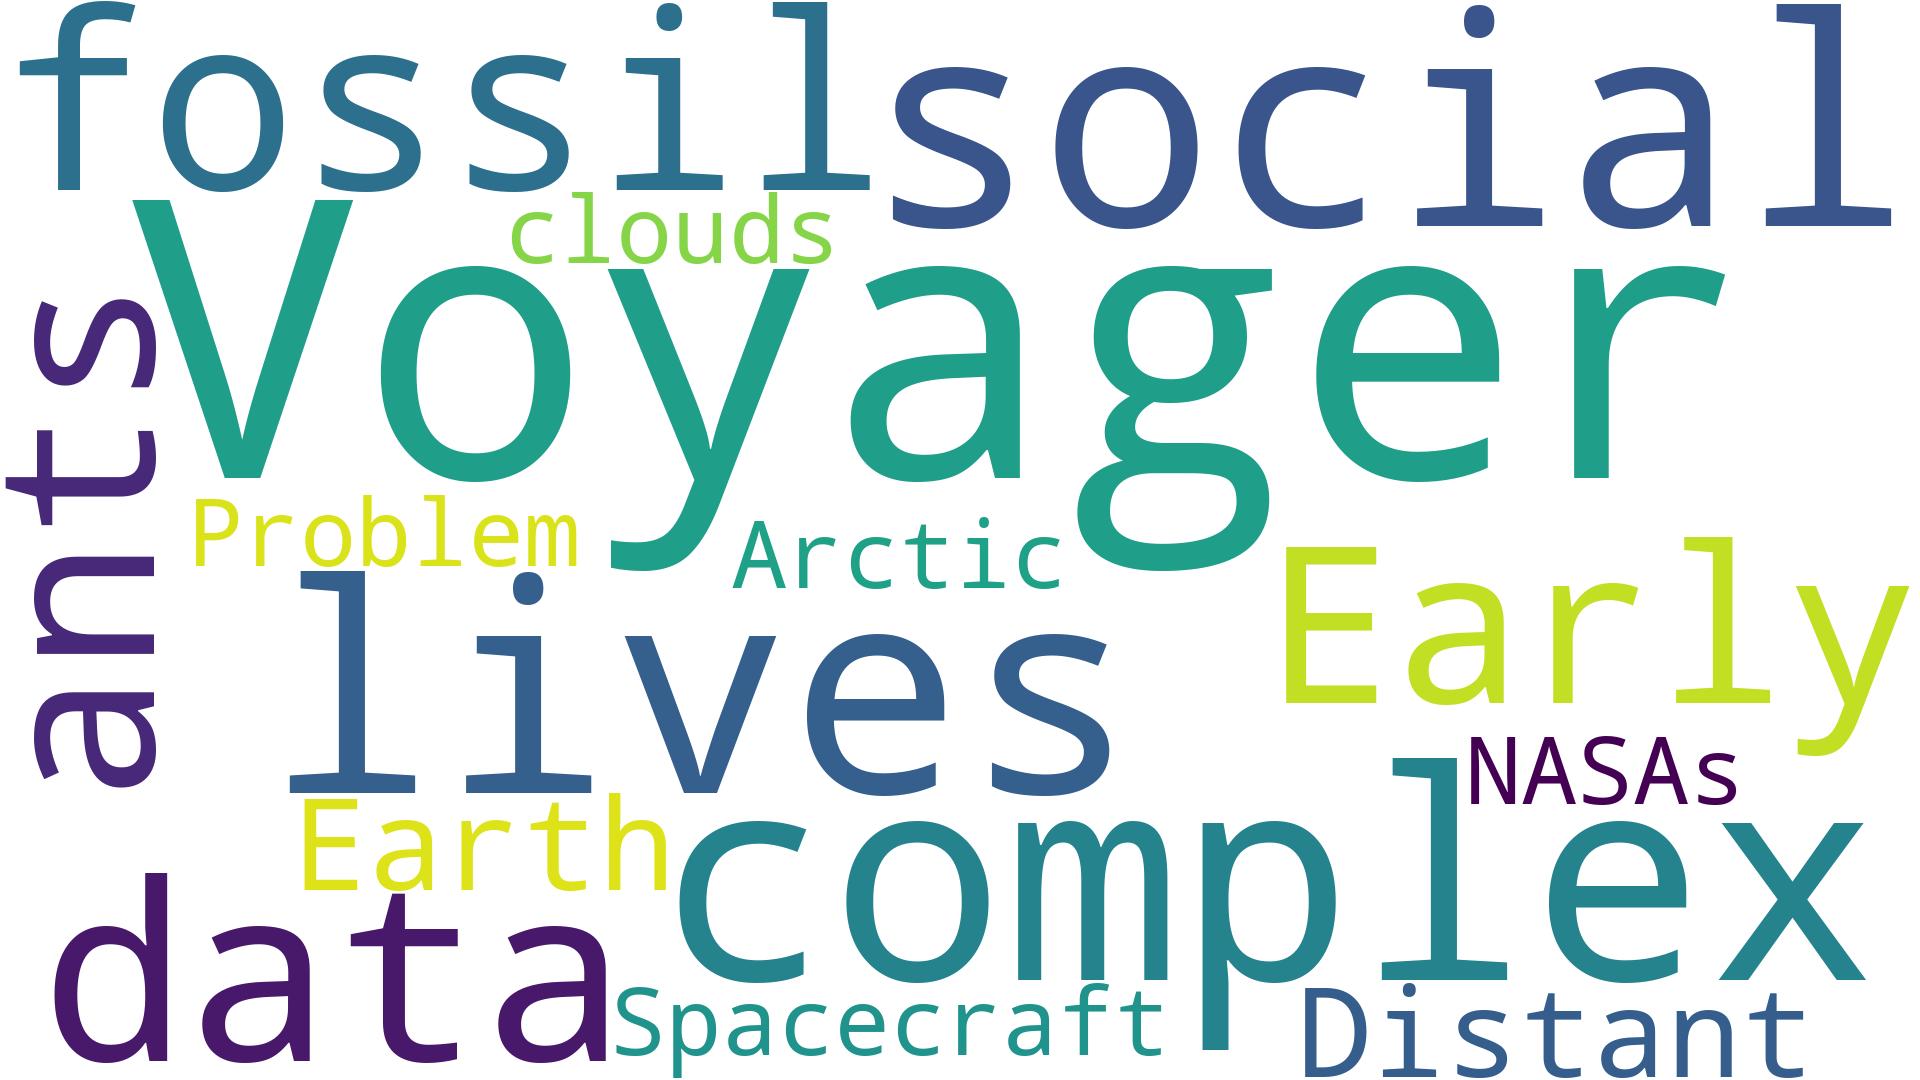 fossil
social
clouds
Voyager
ants
Problem
Arctic
Early
lives
NASAs
Earth
complex
data
Spacecraft
Distant